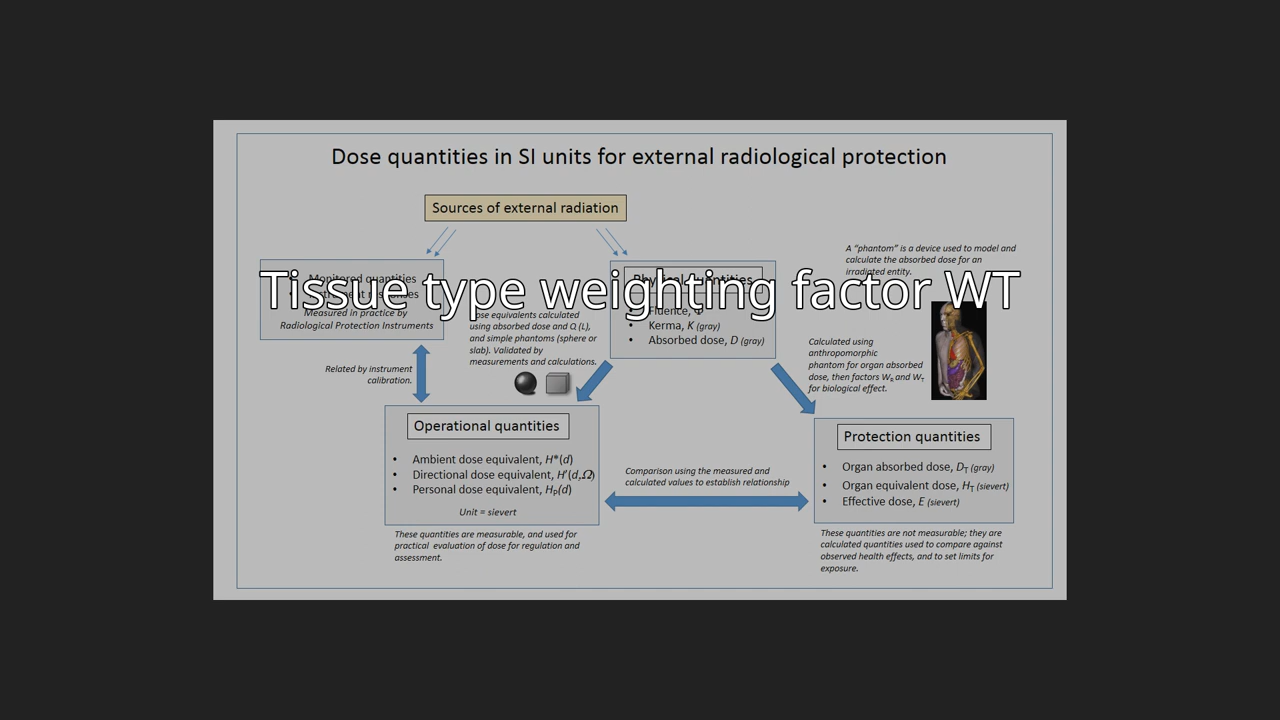 Dose quantities in SI units for external radiological protection
Sources of external radiation
A “phantom” is a device used to model and
calculate the absorbed dose for an
irradiated entity.
Tissue type weighting factor WT
Monitored quantities
Measured in practice by
Radiological Protection Instruments
Dose equivalents calculated
using absorbed dose and Q (L),
and simple phantoms (sphere or
slab). Validated by
measurements and calculations.
Physical quantities
• Fluence, Φ
• Kerma, K (gray)
• Absorbed dose, D (gray)
Calculated using
anthropomorphic
phantom for organ absorbed
dose, then factors WR and WT
for biological effect.
Related by instrument
calibration.
Operational quantities
• Ambient dose equivalent, H*(d)
• Directional dose equivalent, H’(d,Ω)
• Personal dose equivalent, HP(d)
Unit = sievert
These quantities are measurable, and used for
practical evaluation of dose for regulation and
assessment.
Comparison using the measured and
calculated values to establish relationship
Protection quantities
• Organ absorbed dose, DT (gray)
• Organ equivalent dose, HT (sievert)
• Effective dose, E (sievert)
These quantities are not measurable; they are
calculated quantities used to compare against
observed health effects, and to set limits for
exposure.